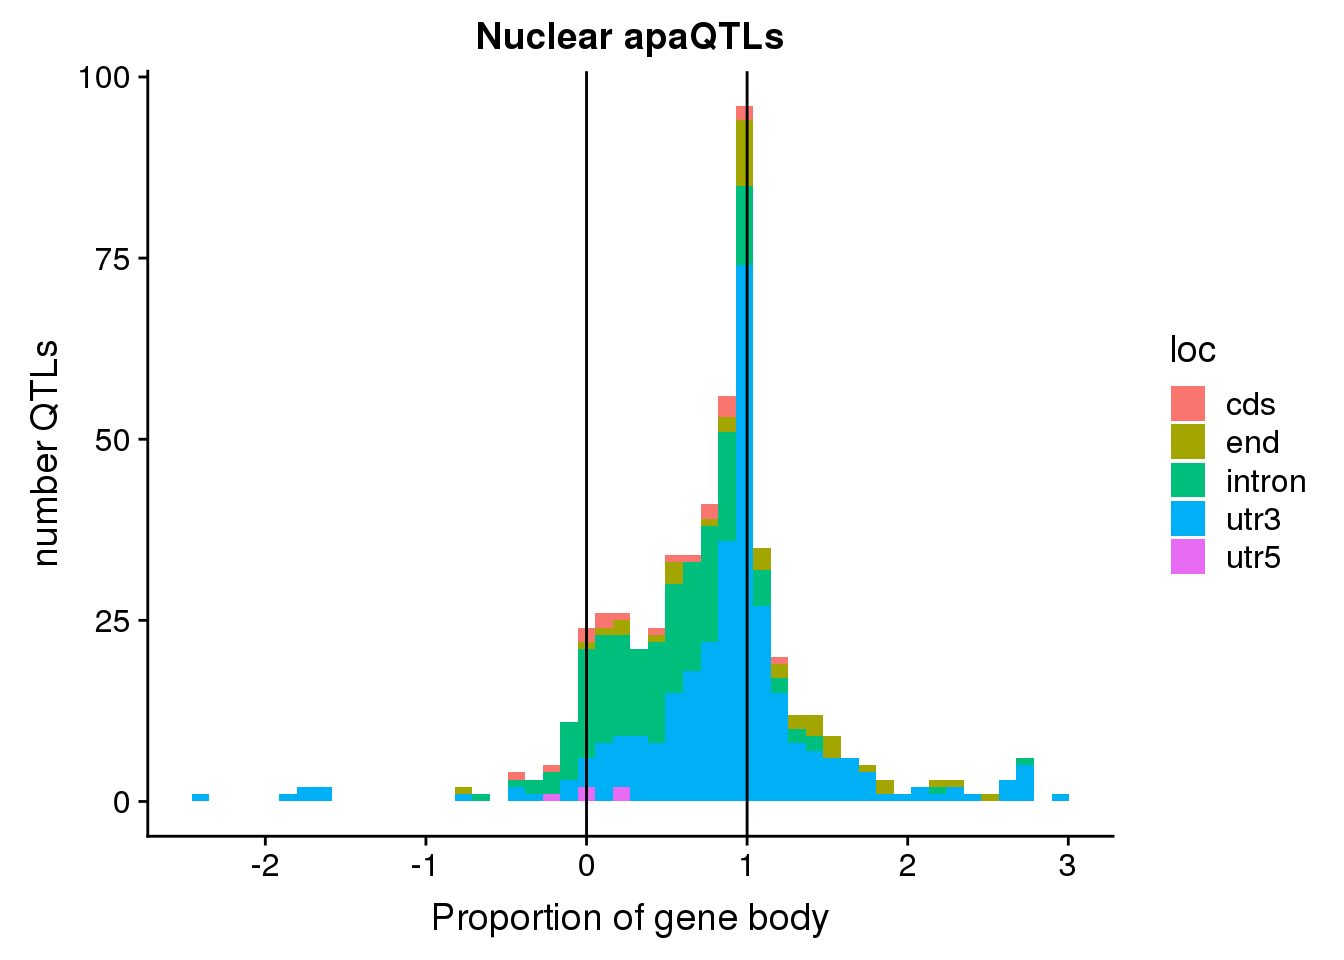 Nuclear apaQTLs
100
75
50
25
0
number QTLs
-2
-1
0
1
2
3
Proportion of gene body
loc
cds
end
intron
utr3
utr5